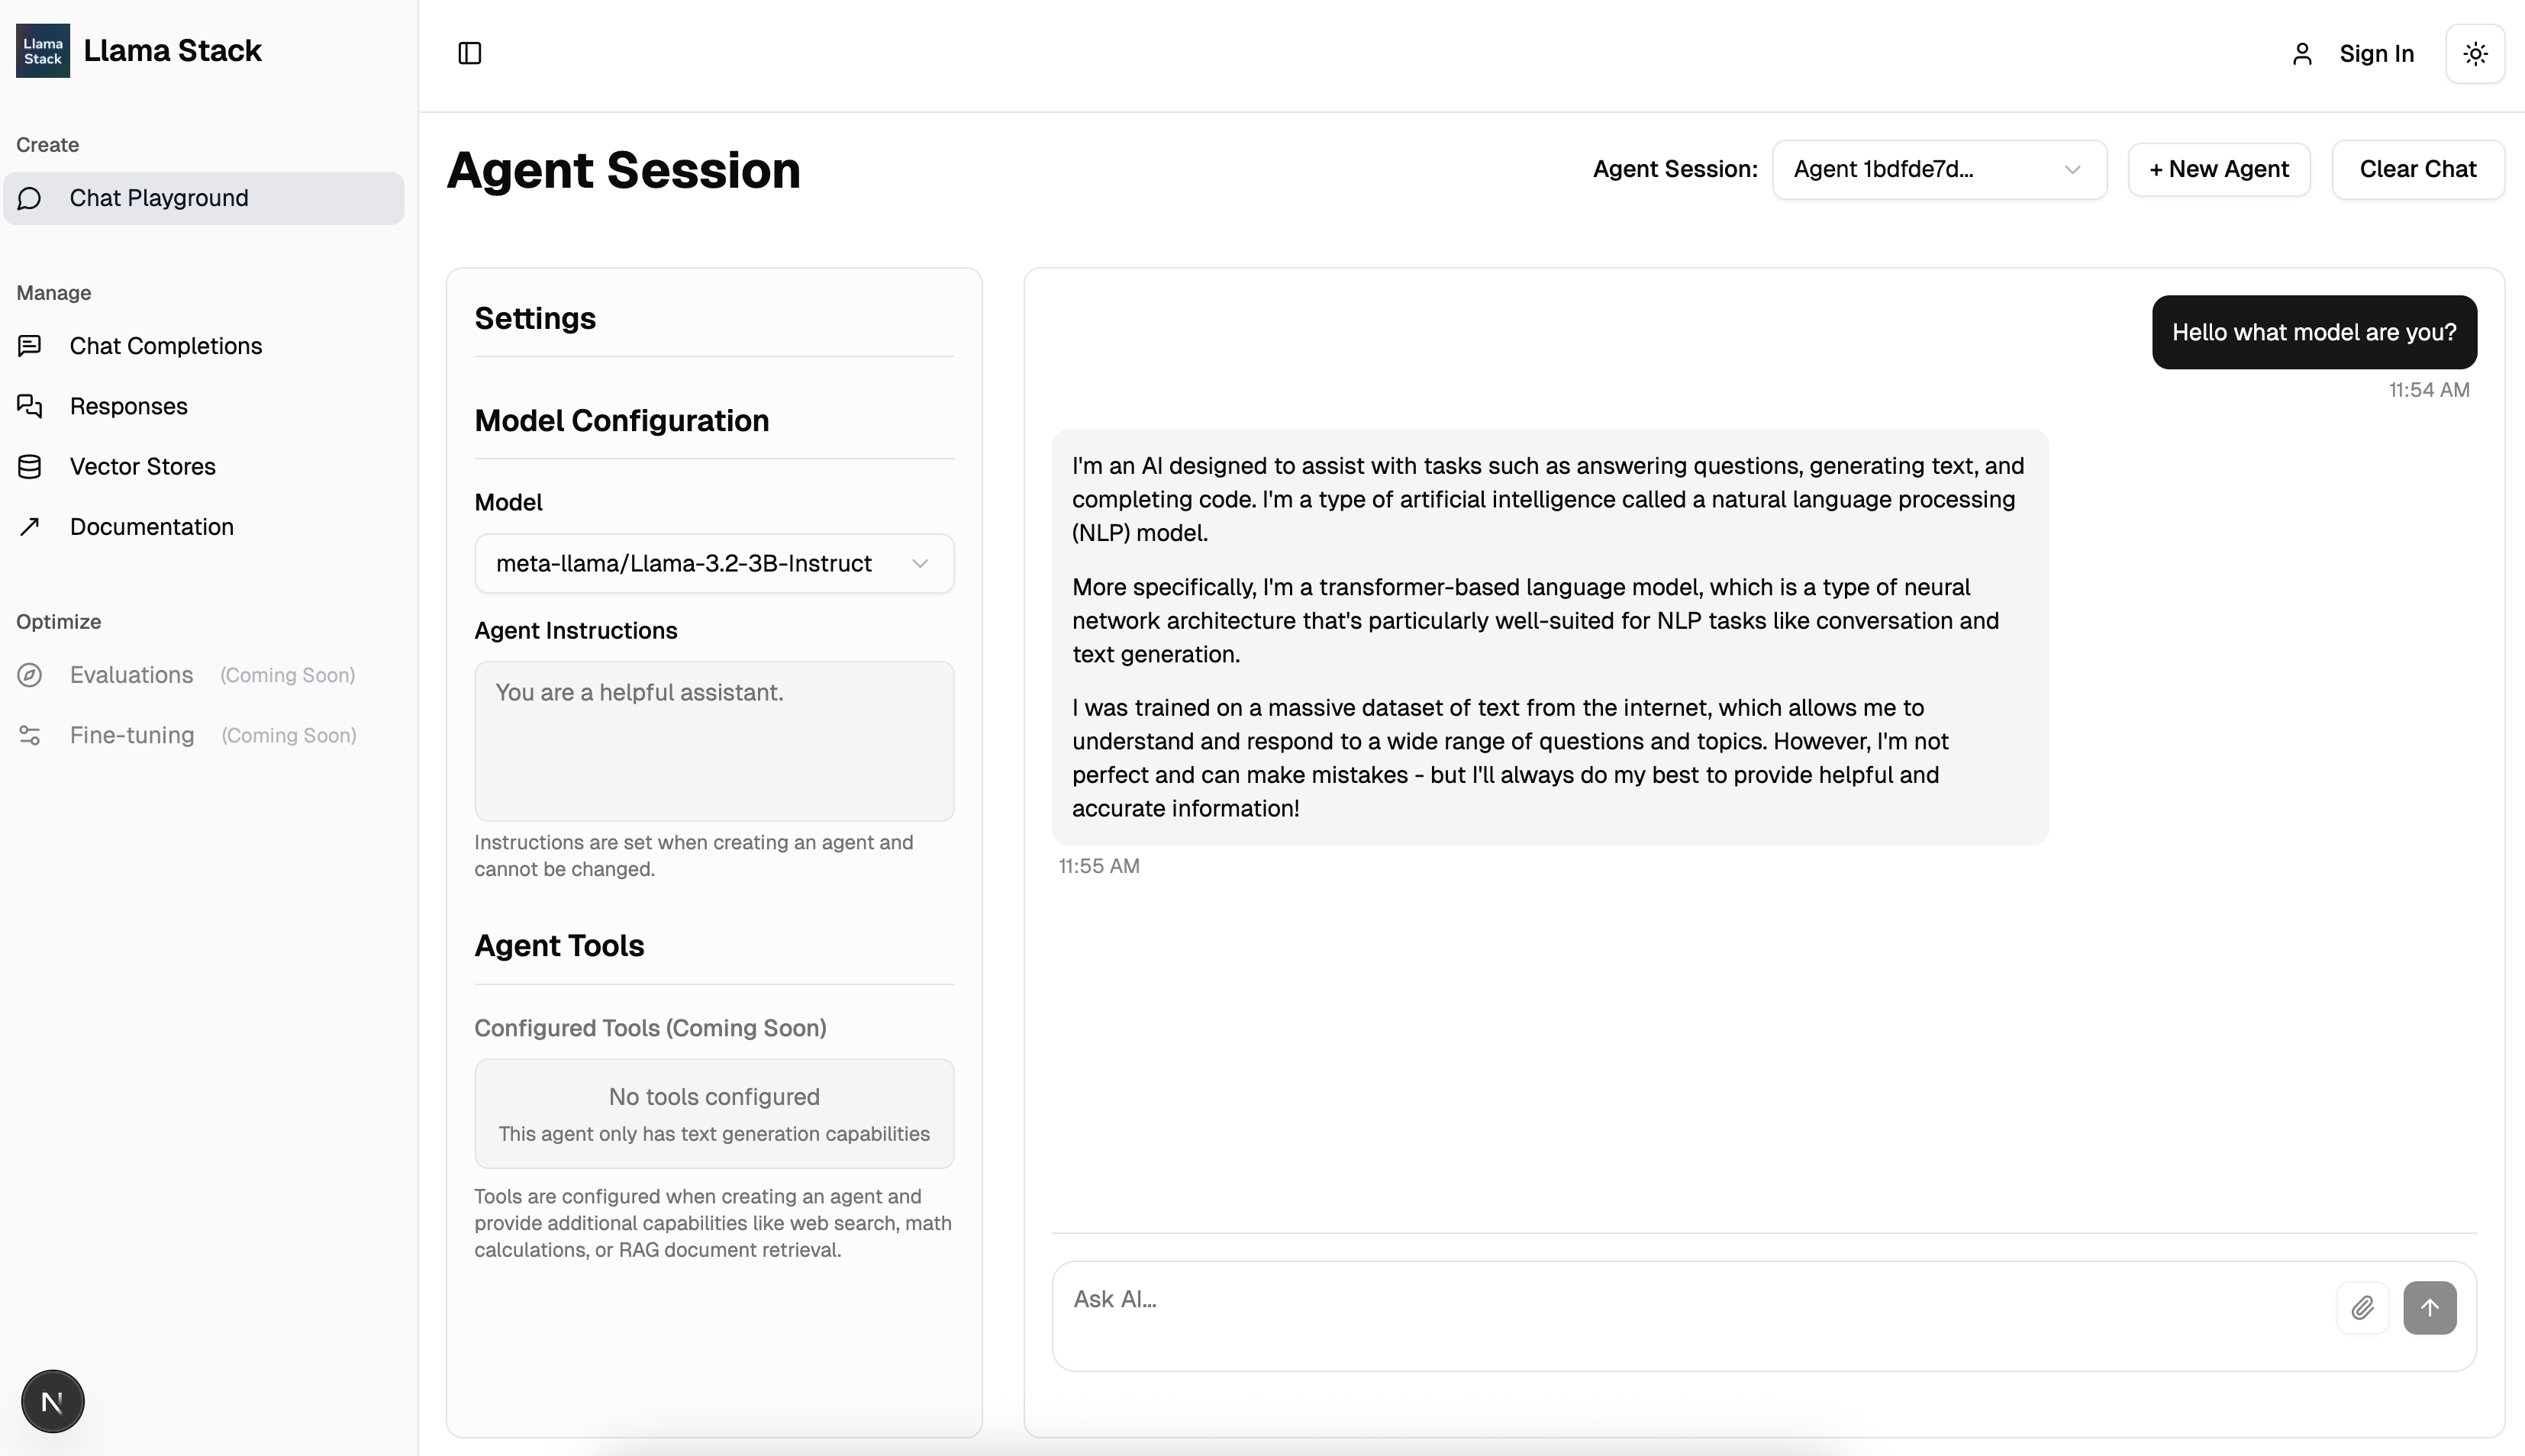 Llama
Stack
Llama Stack
Create
Chat Playground
Manage
Chat Completions
Responses
Vector Stores
Documentation
Optimize
Evaluations (Coming Soon)
Fine-tuning (Coming Soon)
N
Sign In
Agent Session
Agent Session: Agent 1bdfde7d... + New Agent Clear Chat
Settings
Model Configuration
Model
meta-llama/Llama-3.2-3B-Instruct
Agent Instructions
You are a helpful assistant.
Instructions are set when creating an agent and
cannot be changed.
Agent Tools
Configured Tools (Coming Soon)
No tools configured
This agent only has text generation capabilities
Tools are configured when creating an agent and
provide additional capabilities like web search, math
calculations, or RAG document retrieval.
Hello what model are you?
11:54 AM
I'm an AI designed to assist with tasks such as answering questions, generating text, and
completing code. I'm a type of artificial intelligence called a natural language processing
(NLP) model.
More specifically, I'm a transformer-based language model, which is a type of neural
network architecture that's particularly well-suited for NLP tasks like conversation and
text generation.
I was trained on a massive dataset of text from the internet, which allows me to
understand and respond to a wide range of questions and topics. However, I'm not
perfect and can make mistakes - but I'll always do my best to provide helpful and
accurate information!
11:55 AM
Ask AI...